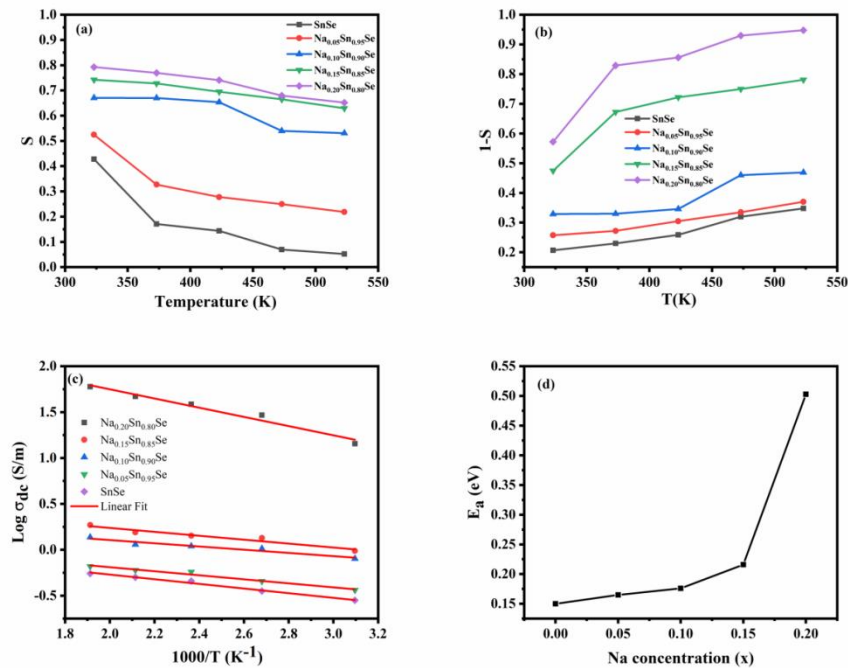 (a)
SnSe
Na0.05Sn0.95Se
Na0.10Sn0.90Se
Na0.15Sn0.85Se
Na0.20Sn0.80Se
1.0
0.9
0.8
0.7
0.6
0.5
0.4
0.3
0.2
0.1
0.0
S
300
350
400
450
500
550
Temperature (K)
(b)
1.0
0.9
0.8
0.7
0.6
0.5
0.4
0.3
0.2
1-S
SnSe
Na0.05Sn0.95Se
Na0.10Sn0.90Se
Na0.15Sn0.85Se
Na0.20Sn0.80Se
300
350
400
450
500
550
T(K)
(c)
2.0
1.5
1.0
0.5
0.0
-0.5
Log σdc (S/m)
Na0.20Sn0.80Se
Na0.15Sn0.85Se
Na0.10Sn0.90Se
Na0.05Sn0.95Se
SnSe
Linear Fit
1.8
2.0
2.2
2.4
2.6
2.8
3.0
3.2
1000/T (K-1)
(d)
0.55
0.50
0.45
0.40
0.35
0.30
0.25
0.20
0.15
0.10
Ea (eV)
0.00
0.05
0.10
0.15
0.20
Na concentration (x)